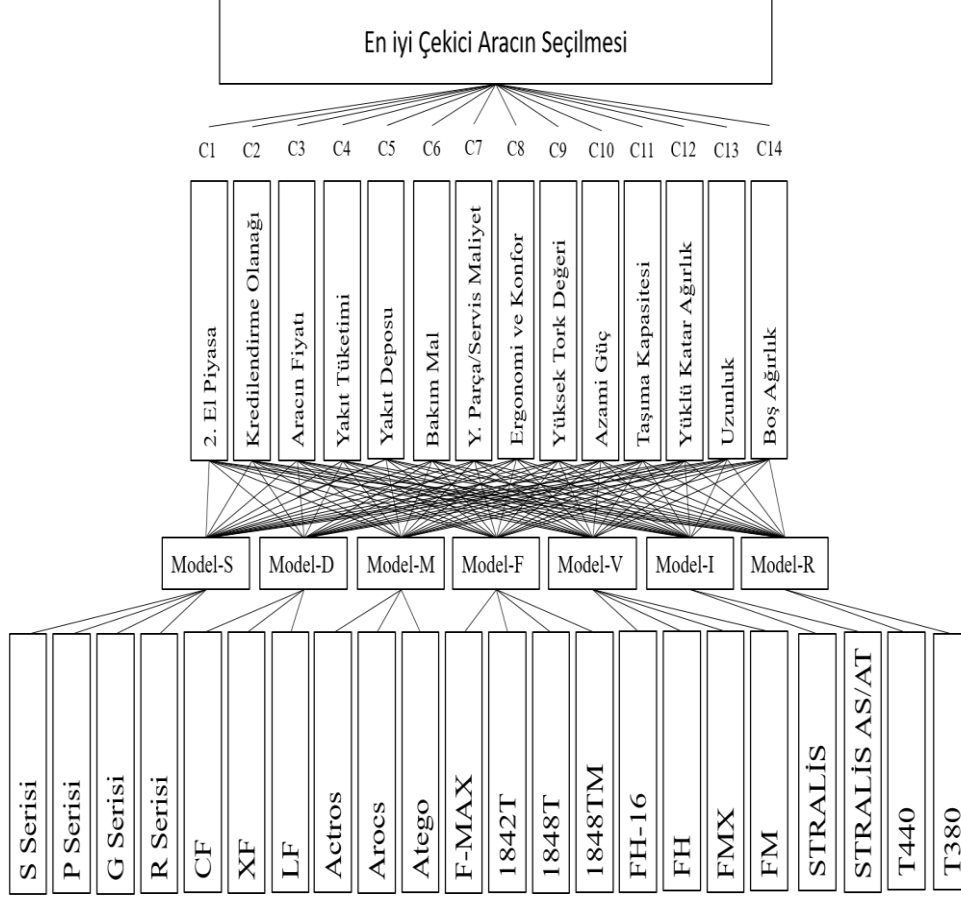 En iyi Çekici Aracın Seçilmesi
C1 C2 C3 C4 C5 C6 C7 C8 C9 C10 C11 C12 C13 C14
2. El Piyasa
Kredilendirme Olanağı
Aracın Fiyatı
Yakıt Tüketimi
Yakıt Deposu
Bakım Mal
Y. Parça/Servis Maliyet
Ergonomi ve Konfor
Yüksek Tork Değeri
Azami Güç
Taşıma Kapasitesi
Yüklü Katar Ağırlık
Uzunluk
Boş Ağırlık
Model-S Model-D Model-M Model-F Model-V Model-I Model-R
S Serisi
P Serisi
G Serisi
R Serisi
CF
XF
LF
Actros
Arocs
Atego
F-MAX
1842T
1848T
1848TM
FH-16
FH
FMX
FM
STRALİS
STRALİS AS/AT
T440
T380